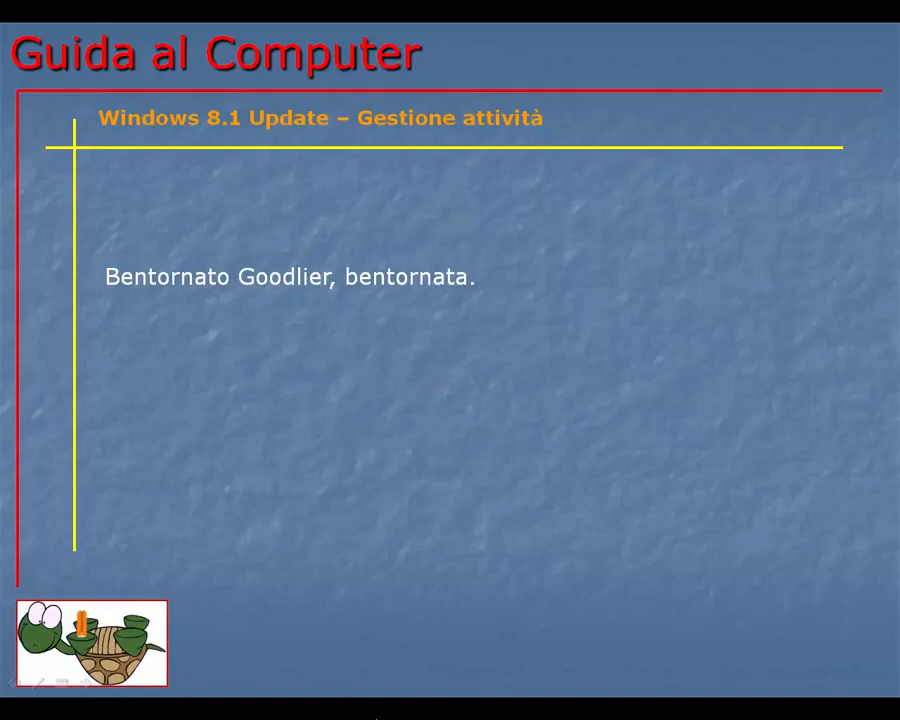 Guida al Computer
Windows 8.1 Update – Gestione attività
Bentornato Goodlier, bentornata.